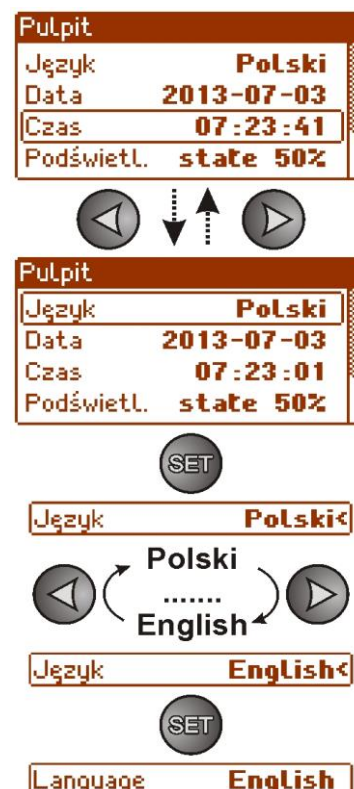 Pulpit
Język Polski
Data 2013-07-03
Czas 07:23:41
Podświetl. stałe 50%
Pulpit
Język Polski
Data 2013-07-03
Czas 07:23:01
Podświetl. stałe 50%
SET
Język Polski<
Polski
.......
English
Język English<
SET
Language English